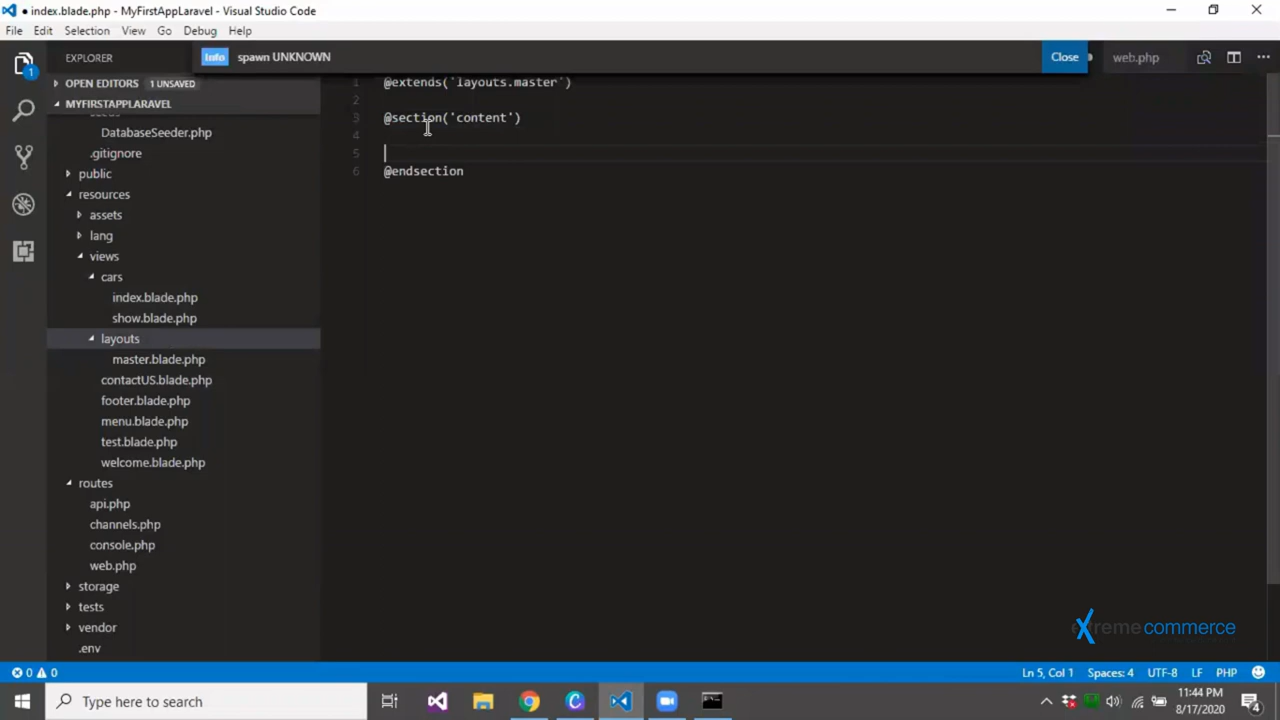 index.blade.php - MyFirstAppLaravel - Visual Studio Code
File Edit Selection View Go Debug Help
EXPLORER
Info spawn UNKNOWN
Close
web.php
OPEN EDITORS 1 UNSAVED
MYFIRSTAPPLARAVEL
DatabaseSeeder.php
.gitignore
public
resources
assets
lang
views
cars
index.blade.php
show.blade.php
layouts
master.blade.php
contactUS.blade.php
footer.blade.php
menu.blade.php
test.blade.php
welcome.blade.php
routes
api.php
channels.php
console.php
web.php
storage
tests
vendor
.env
1 @extends('layouts.master')
2
3 @section('content')
4
5
6 @endsection
extreme commerce
0 0
Ln 5, Col 1 Spaces: 4 UTF-8 LF PHP
Type here to search
11:44 PM
8/17/2020
4
1